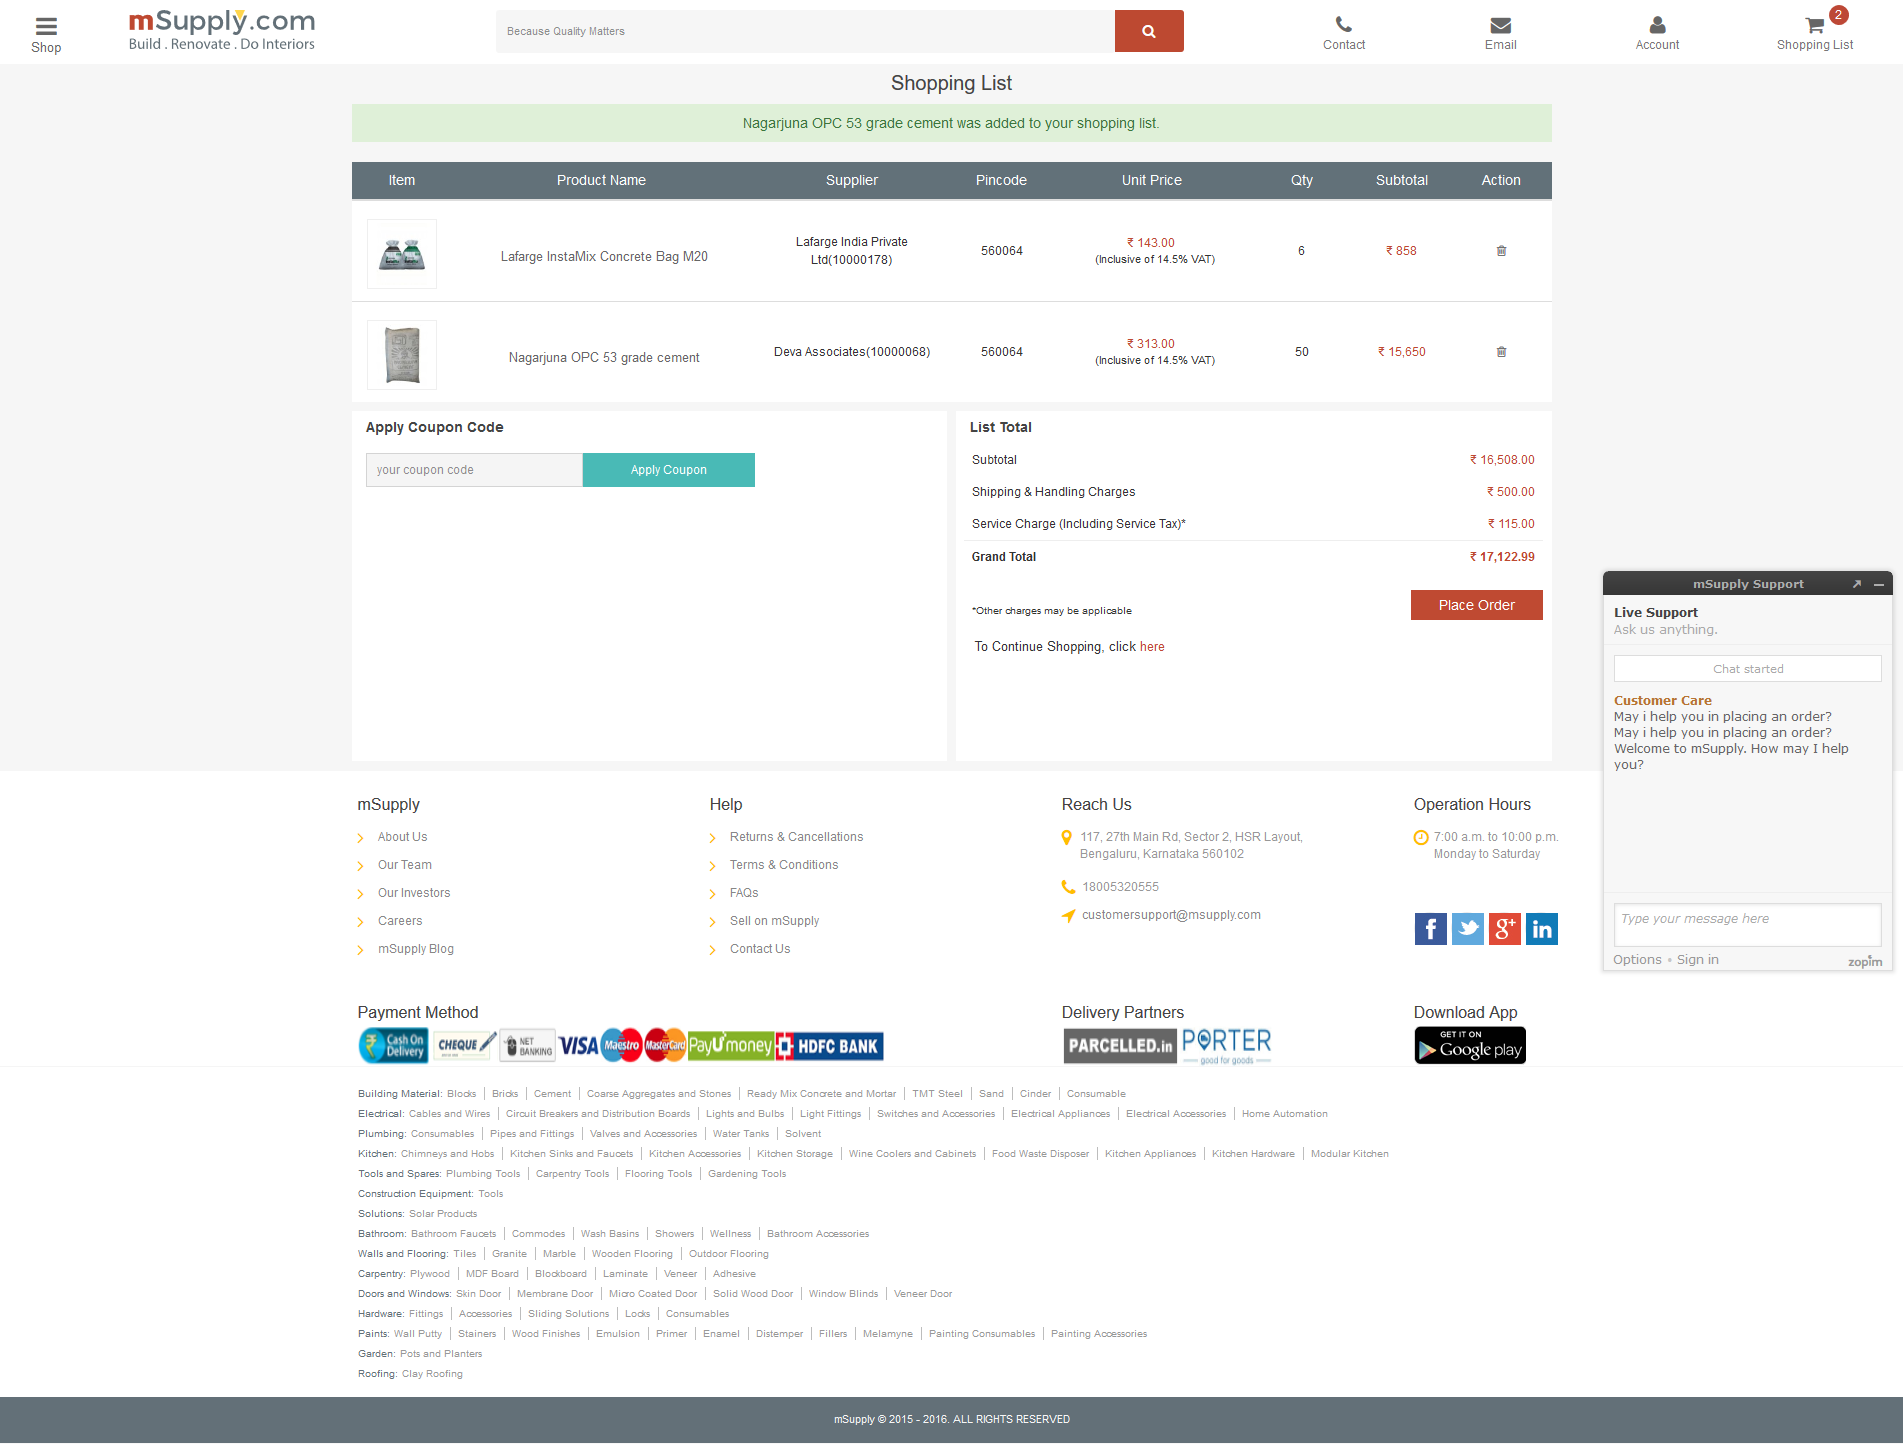 Shop
mSupply.com
Build . Renovate . Do Interiors
Because Quality Matters
Contact
Email
Account
2
Shopping List
Shopping List
Nagarjuna OPC 53 grade cement was added to your shopping list.
Item Product Name Supplier Pincode Unit Price Qty Subtotal Action
Lafarge InstaMix Concrete Bag M20
Lafarge India Private
Ltd(10000178)
560064
₹ 143.00
(Inclusive of 14.5% VAT)
6
₹ 858
Nagarjuna OPC 53 grade cement
Deva Associates(10000068)
560064
₹ 313.00
(Inclusive of 14.5% VAT)
50
₹ 15,650
Apply Coupon Code
your coupon code
Apply Coupon
List Total
Subtotal ₹ 16,508.00
Shipping & Handling Charges ₹ 500.00
Service Charge (Including Service Tax)* ₹ 115.00
Grand Total ₹ 17,122.99
*Other charges may be applicable
Place Order
To Continue Shopping, click here
mSupply Support
Live Support
Ask us anything.
Chat started
Customer Care
May i help you in placing an order?
May i help you in placing an order?
Welcome to mSupply. How may I help
you?
Type your message here
Options • Sign in
zopim
mSupply
About Us
Our Team
Our Investors
Careers
mSupply Blog
Help
Returns & Cancellations
Terms & Conditions
FAQs
Sell on mSupply
Contact Us
Reach Us
117, 27th Main Rd, Sector 2, HSR Layout,
Bengaluru, Karnataka 560102
18005320555
customersupport@msupply.com
Operation Hours
7:00 a.m. to 10:00 p.m.
Monday to Saturday
Payment Method
Cash On
Delivery
CHEQUE
NET
BANKING
VISA
Maestro
MasterCard
PayUmoney
HDFC BANK
Delivery Partners
PARCELLED.in
PORTER
good for goods
Download App
GET IT ON
Google play
Building Material: Blocks Bricks Cement Coarse Aggregates and Stones Ready Mix Concrete and Mortar TMT Steel Sand Cinder Consumable
Electrical: Cables and Wires Circuit Breakers and Distribution Boards Lights and Bulbs Light Fittings Switches and Accessories Electrical Appliances Electrical Accessories Home Automation
Plumbing: Consumables Pipes and Fittings Valves and Accessories Water Tanks Solvent
Kitchen: Chimneys and Hobs Kitchen Sinks and Faucets Kitchen Accessories Kitchen Storage Wine Coolers and Cabinets Food Waste Disposer Kitchen Appliances Kitchen Hardware Modular Kitchen
Tools and Spares: Plumbing Tools Carpentry Tools Flooring Tools Gardening Tools
Construction Equipment: Tools
Solutions: Solar Products
Bathroom: Bathroom Faucets Commodes Wash Basins Showers Wellness Bathroom Accessories
Walls and Flooring: Tiles Granite Marble Wooden Flooring Outdoor Flooring
Carpentry: Plywood MDF Board Blockboard Laminate Veneer Adhesive
Doors and Windows: Skin Door Membrane Door Micro Coated Door Solid Wood Door Window Blinds Veneer Door
Hardware: Fittings Accessories Sliding Solutions Locks Consumables
Paints: Wall Putty Stainers Wood Finishes Emulsion Primer Enamel Distemper Fillers Melamyne Painting Consumables Painting Accessories
Garden: Pots and Planters
Roofing: Clay Roofing
mSupply © 2015 - 2016. ALL RIGHTS RESERVED